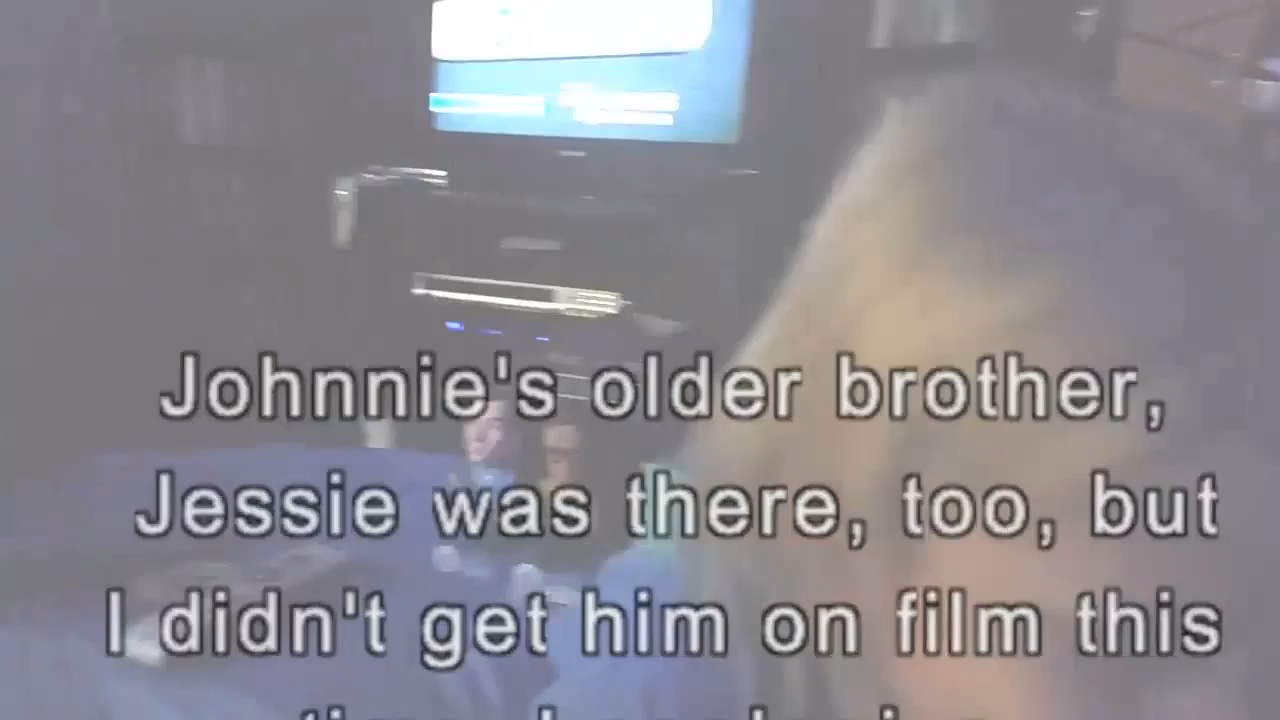 Johnnie's older brother,
Jessie was there, too, but
I didn't get him on film this